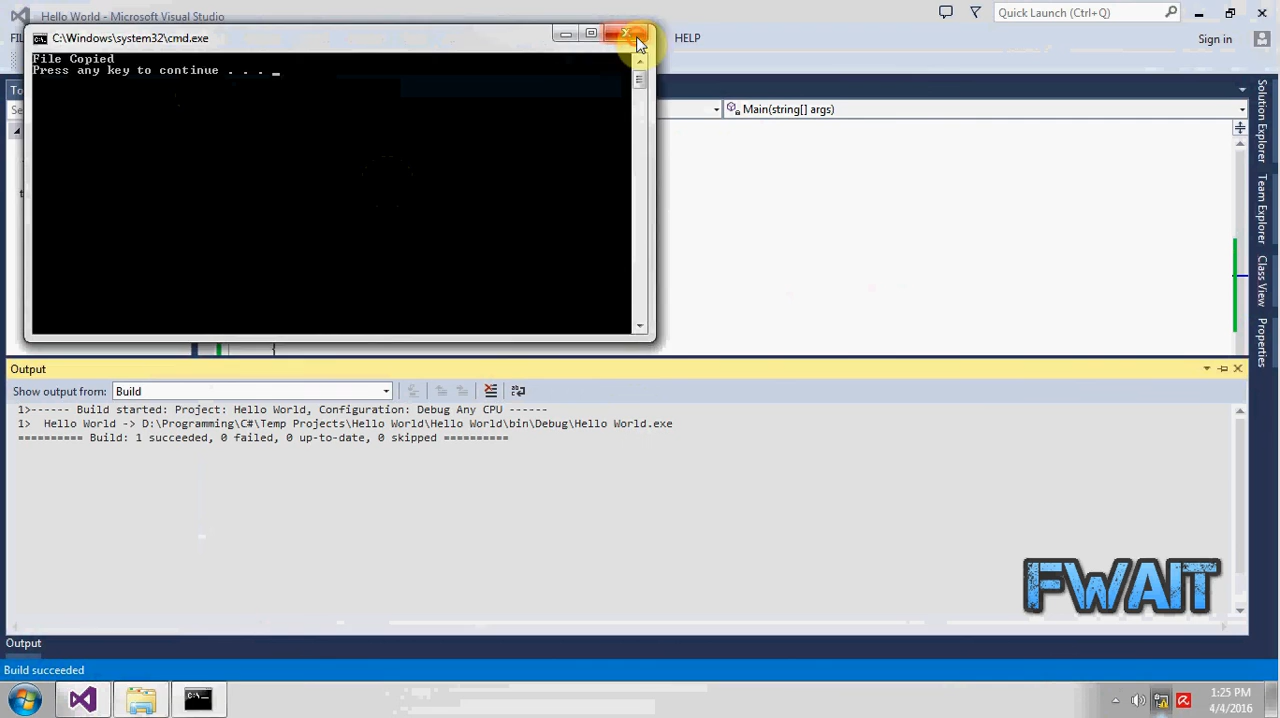 Hello World - Microsoft Visual Studio
Quick Launch (Ctrl+Q)
C:\Windows\system32\cmd.exe
HELP
Sign in
File Copied
Press any key to continue . . . _
Main(string[] args)
{
Solution Explorer
Team Explorer
Class View
Properties
Output
Show output from: Build
1>------ Build started: Project: Hello World, Configuration: Debug Any CPU ------
1>  Hello World -> D:\Programming\C#\Temp Projects\Hello World\Hello World\bin\Debug\Hello World.exe
========== Build: 1 succeeded, 0 failed, 0 up-to-date, 0 skipped ==========
FWAIT
Output
Build succeeded
1:25 PM
4/4/2016